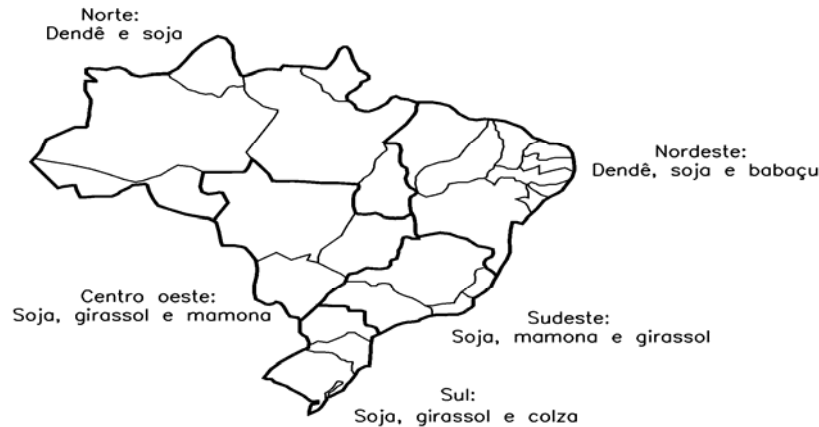 Norte:
Dendê e soja
Nordeste:
Dendê, soja e babaçu
Centro oeste:
Soja, girassol e mamona
Sudeste:
Soja, mamona e girassol
Sul:
Soja, girassol e colza